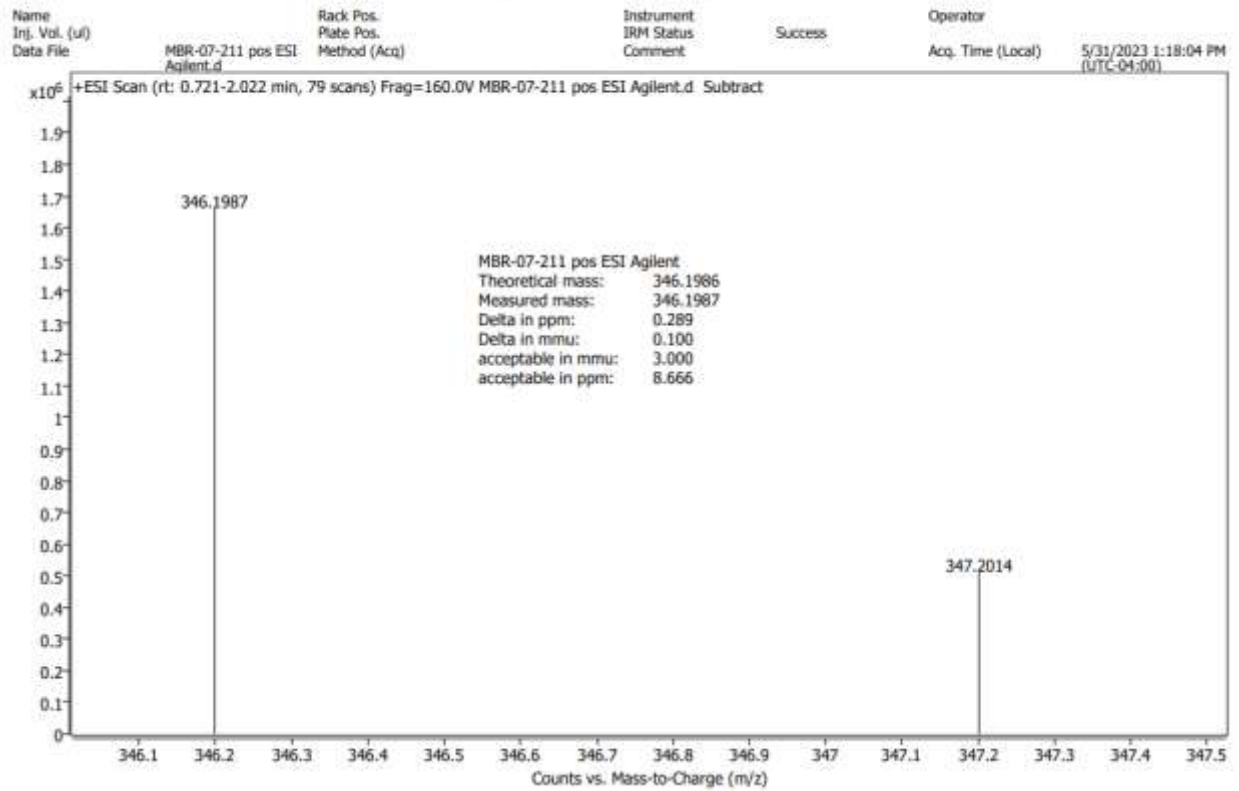 Name Rack Pos. Instrument Operator
Inj. Vol. (ul) Plate Pos. IRM Status Success
Data File MBR-07-211 pos ESI Agilent.d Method (Acq) Comment Acq. Time (Local) 5/31/2023 1:18:04 PM (UTC-04:00)
x10⁶ +ESI Scan (rt: 0.721-2.022 min, 79 scans) Frag=160.0V MBR-07-211 pos ESI Agilent.d Subtract
1.9
1.8
1.7
346.1987
1.6
1.5
MBR-07-211 pos ESI Agilent
Theoretical mass: 346.1986
1.4
Measured mass: 346.1987
1.3
Delta in ppm: 0.289
Delta in mmu: 0.100
1.2
acceptable in mmu: 3.000
acceptable in ppm: 8.666
1.1
1
0.9
0.8
0.7
0.6
347.2014
0.5
0.4
0.3
0.2
0.1
0
346.1 346.2 346.3 346.4 346.5 346.6 346.7 346.8 346.9 347 347.1 347.2 347.3 347.4 347.5
Counts vs. Mass-to-Charge (m/z)